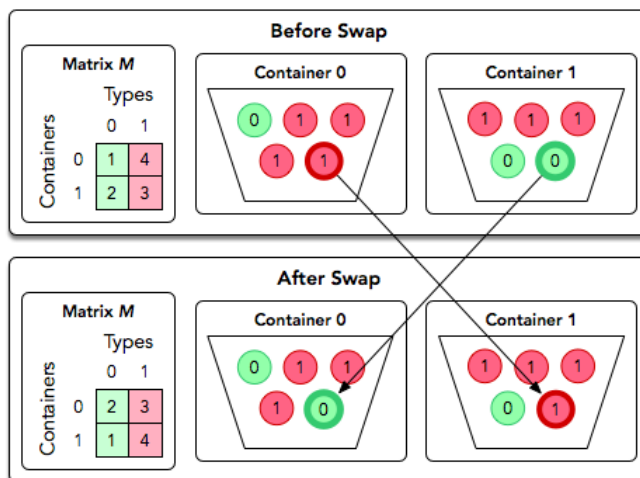 Before Swap
Matrix M
Types
0 1
Containers
0 1 4
1 2 3
Container 0
0 1 1
1 1
Container 1
1 1 1
0 0
After Swap
Matrix M
Types
0 1
Containers
0 2 3
1 1 4
Container 0
0 1 1
1 0
Container 1
1 1 1
0 1